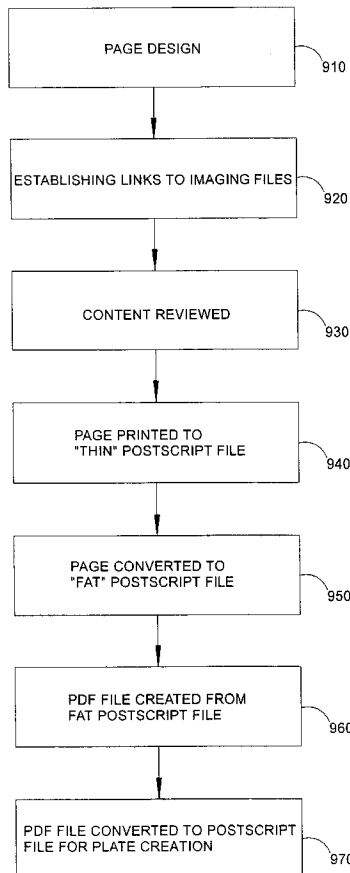 PAGE DESIGN
910
ESTABLISHING LINKS TO IMAGING FILES
920
CONTENT REVIEWED
930
PAGE PRINTED TO
"THIN" POSTSCRIPT FILE
940
PAGE CONVERTED TO
"FAT" POSTSCRIPT FILE
950
PDF FILE CREATED FROM
FAT POSTSCRIPT FILE
960
PDF FILE CONVERTED TO POSTSCRIPT
FILE FOR PLATE CREATION
970